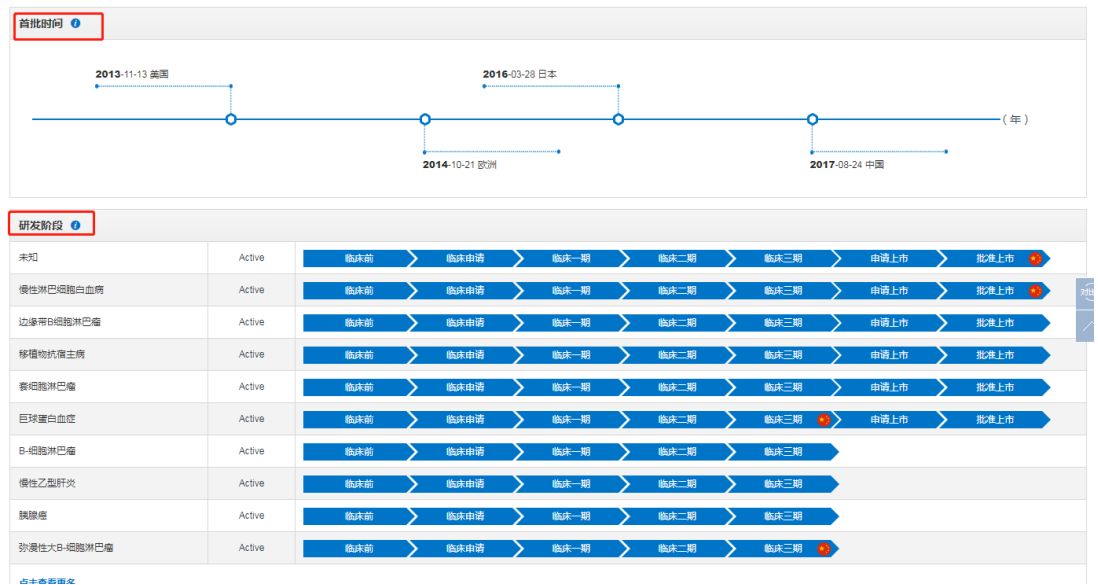 首批时间
2013-11-13 美国
2016-03-28 日本
(年)
2014-10-21 欧洲
2017-08-24 中国
研发阶段
未知 Active 临床前 临床申请 临床一期 临床二期 临床三期 申请上市 批准上市
慢性淋巴细胞白血病 Active 临床前 临床申请 临床一期 临床二期 临床三期 申请上市 批准上市
边缘带B细胞淋巴瘤 Active 临床前 临床申请 临床一期 临床二期 临床三期 申请上市 批准上市
移植物抗宿主病 Active 临床前 临床申请 临床一期 临床二期 临床三期 申请上市 批准上市
套细胞淋巴瘤 Active 临床前 临床申请 临床一期 临床二期 临床三期 申请上市 批准上市
巨球蛋白血症 Active 临床前 临床申请 临床一期 临床二期 临床三期 申请上市 批准上市
B-细胞淋巴瘤 Active 临床前 临床申请 临床一期 临床二期 临床三期
慢性乙型肝炎 Active 临床前 临床申请 临床一期 临床二期 临床三期
胰腺癌 Active 临床前 临床申请 临床一期 临床二期 临床三期
弥漫性大B-细胞淋巴瘤 Active 临床前 临床申请 临床一期 临床二期 临床三期
点击查看更多